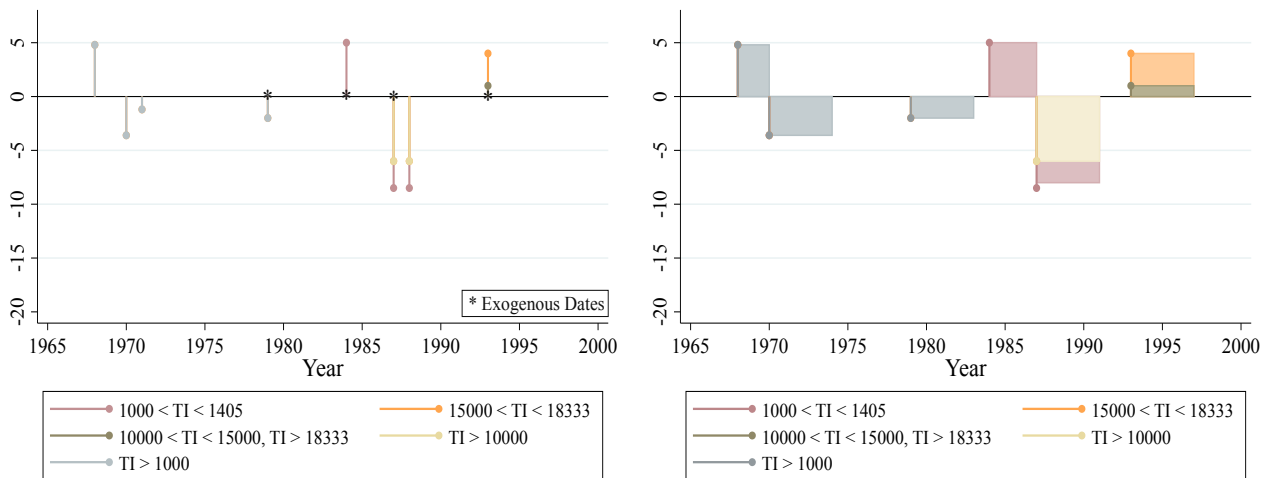 5
0
-5
-10
-15
-20
* * * *
* Exogenous Dates
1965 1970 1975 1980 1985 1990 1995 2000
Year
1000 < TI < 1405
15000 < TI < 18333
10000 < TI < 15000, TI > 18333
TI > 10000
TI > 1000
5
0
-5
-10
-15
-20
1965 1970 1975 1980 1985 1990 1995 2000
Year
1000 < TI < 1405
15000 < TI < 18333
10000 < TI < 15000, TI > 18333
TI > 10000
TI > 1000